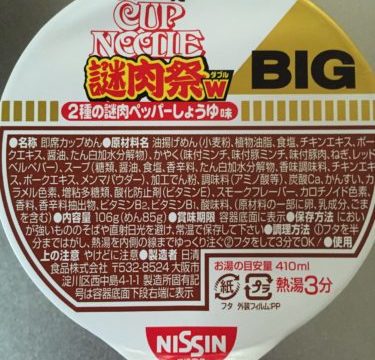 CUP
NOODLE
BIG
謎肉祭W
ダブル
2種の謎肉ペッパーしょうゆ味
●名称 即席カップめん●原材料名 油揚げめん(小麦粉、植物油脂、食塩、チキンエキス、ポー
クエキス、醤油、たん白加水分解物)、かやく(味付ミンチ、味付豚ミンチ、味付豚肉、ねぎ、レッド
ベルペパー)、スープ(糖類、醤油、食塩、香辛料、たん白加水分解物、香味調味料、チキンエキ
ス、ポークエキス、メンマパウダー)、加工でん粉、調味料(アミノ酸等)、炭酸Ca、かんすい、カ
ラメル色素、増粘多糖類、酸化防止剤(ビタミンE)、スモークフレーバー、カロチノイド色素、
香料、香辛料抽出物、ビタミンB2、ビタミンB1、酸味料、(原材料の一部に卵、乳成分、ごま
を含む)●内容量 106g(めん85g)●賞味期限 容器底面に表示●保存方法 におい
が強いもののそばや直射日光を避け、常温で保存して下さい●調理方法 ①フタを半
分まではがし、熱湯を内側の線までゆっくり注ぐ②フタをして3分でOK!●使用
上の注意 やけどに注意●製造者 日清
食品株式会社 〒532-8524 大阪市
淀川区西中島4-1-1 製造所固有記
号は容器底面下段右端に表示
お湯の目安量 410ml
紙
フタ
プラ
外装フィルム:PP
熱湯3分
NISSIN